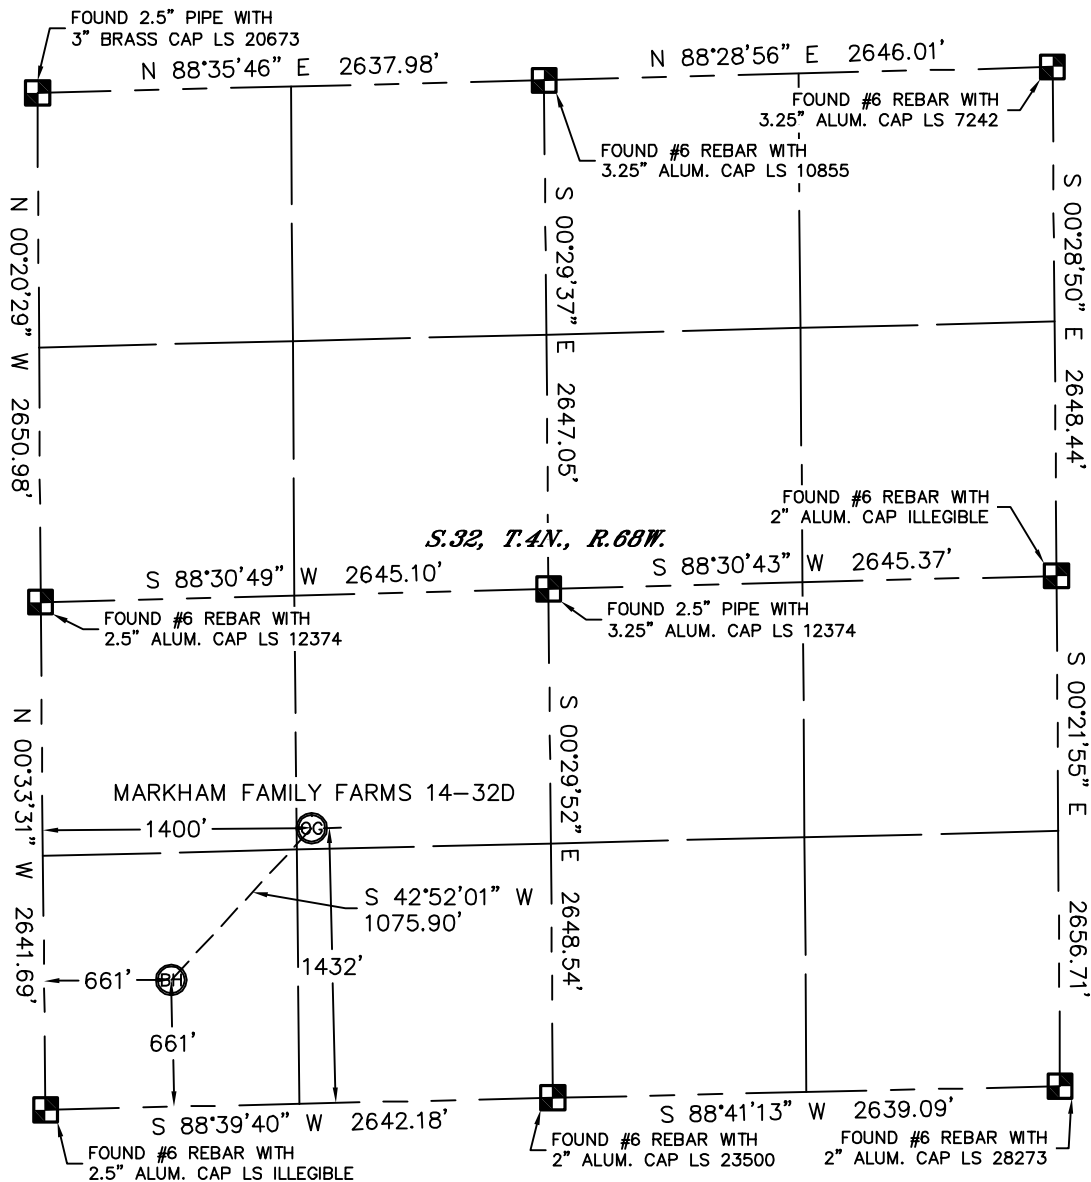 FOUND 2.5" PIPE WITH
3" BRASS CAP LS 20673
N 88°35'46" E 2637.98'
N 88°28'56" E 2646.01'
FOUND #6 REBAR WITH
3.25" ALUM. CAP LS 7242
FOUND #6 REBAR WITH
3.25" ALUM. CAP LS 10855
N 00°20'29" W 2650.98'
S 00°29'37" E 2647.05'
S 00°28'50" E 2648.44'
FOUND #6 REBAR WITH
2" ALUM. CAP ILLEGIBLE
S.32, T.4N., R.68W.
S 88°30'49" W 2645.10'
S 88°30'43" W 2645.37'
FOUND #6 REBAR WITH
2.5" ALUM. CAP LS 12374
FOUND 2.5" PIPE WITH
3.25" ALUM. CAP LS 12374
N 00°33'31" W 2641.69'
S 00°29'52" E 2648.54'
S 00°21'55" E 2656.71'
MARKHAM FAMILY FARMS 14-32D
1400'
OG
S 42°52'01" W
1075.90'
1432'
661'
BH
661'
S 88°39'40" W 2642.18'
S 88°41'13" W 2639.09'
FOUND #6 REBAR WITH
2.5" ALUM. CAP LS ILLEGIBLE
FOUND #6 REBAR WITH
2" ALUM. CAP LS 23500
FOUND #6 REBAR WITH
2" ALUM. CAP LS 28273